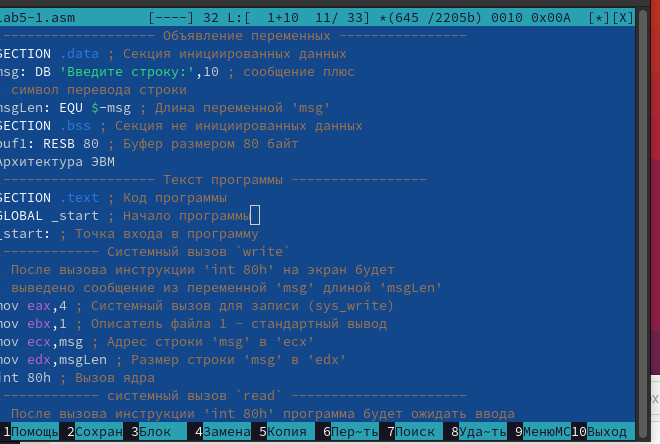 lab5-1.asm [----] 32 L:[ 1+10 11/ 33] *(645 /2205b) 0010 0x00A [*][X]
------------------- Объявление переменных ----------------
SECTION .data ; Секция инициированных данных
msg: DB 'Введите строку:',10 ; сообщение плюс
символ перевода строки
msgLen: EQU $-msg ; Длина переменной 'msg'
SECTION .bss ; Секция не инициированных данных
buf1: RESB 80 ; Буфер размером 80 байт
Архитектура ЭВМ
------------------- Текст программы -----------------
SECTION .text ; Код программы
GLOBAL _start ; Начало программы
_start: ; Точка входа в программу
------------ Системный вызов `write`
После вызова инструкции 'int 80h' на экран будет
выведено сообщение из переменной 'msg' длиной 'msgLen'
mov eax,4 ; Системный вызов для записи (sys_write)
mov ebx,1 ; Описатель файла 1 - стандартный вывод
mov ecx,msg ; Адрес строки 'msg' в 'ecx'
mov edx,msgLen ; Размер строки 'msg' в 'edx'
int 80h ; Вызов ядра
------------ системный вызов `read` ----------------------
После вызова инструкции 'int 80h' программа будет ожидать ввода
1Помощь 2Сохран 3Блок 4Замена 5Копия 6Пер~ть 7Поиск 8Уда~ть 9МенюMC 10Выход